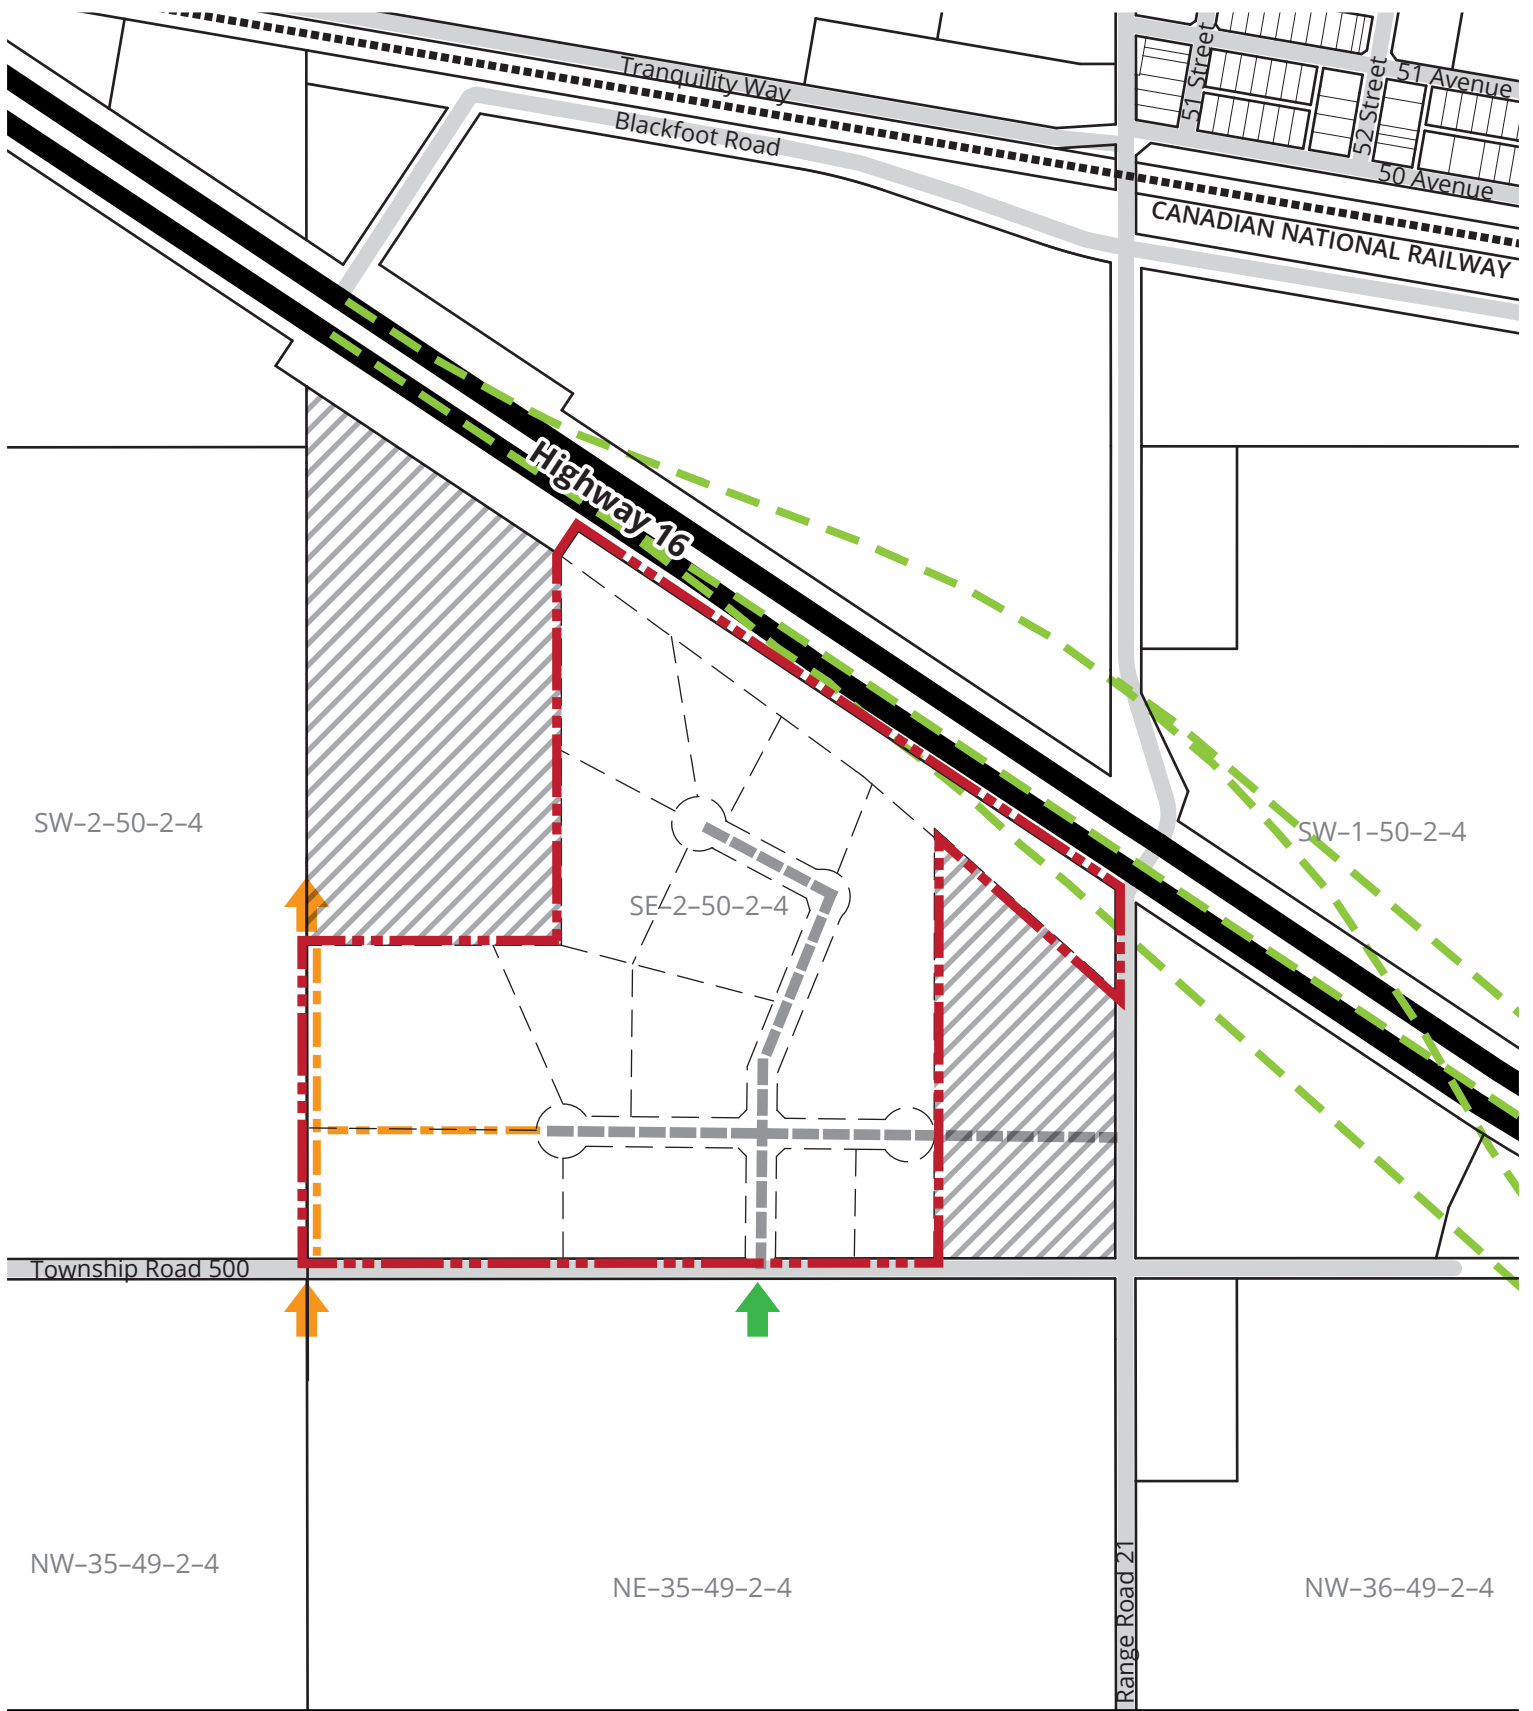 51 Street
52 Street
51 Avenue
Tranquility Way
Blackfoot Road
50 Avenue
CANADIAN NATIONAL RAILWAY
Highway 16
SW–2–50–2–4
SW–1–50–2–4
SE–2–50–2–4
Township Road 500
NW–35–49–2–4
NE–35–49–2–4
Range Road 21
NW–36–49–2–4